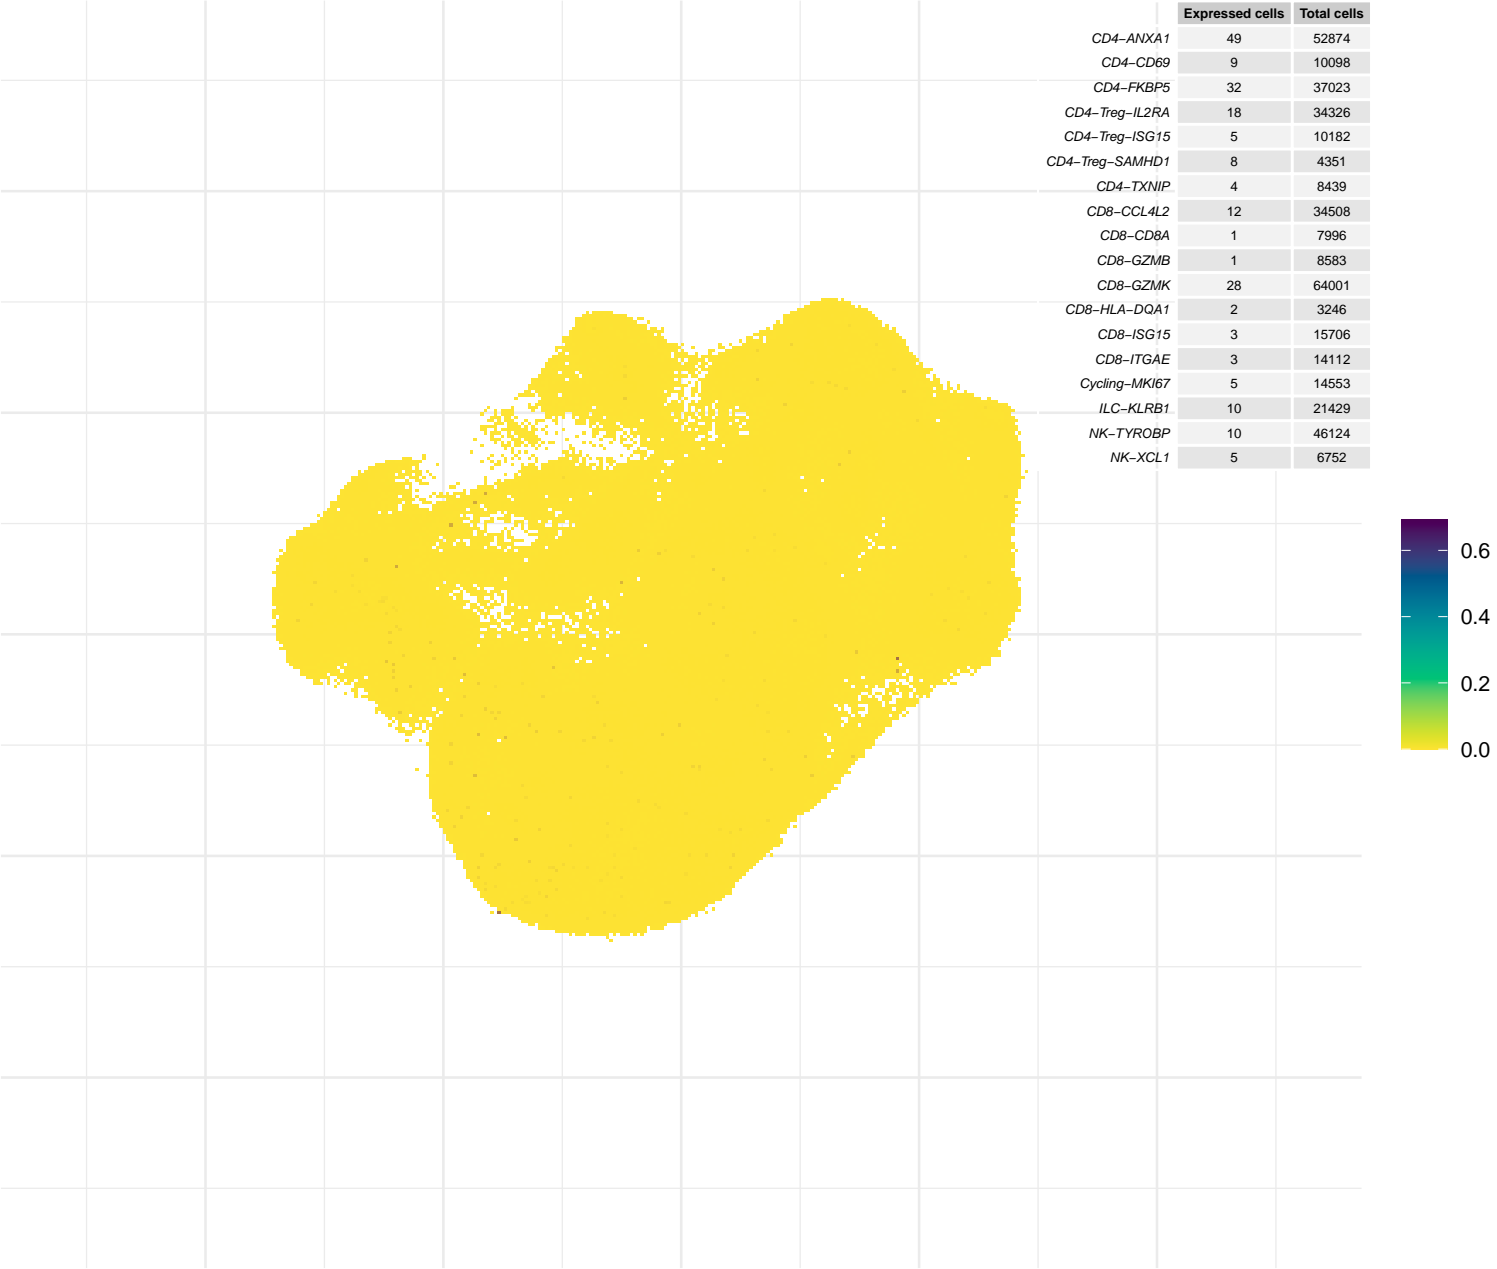 Expressed cells Total cells
CD4−ANXA1 49 52874
CD4−CD69 9 10098
CD4−FKBP5 32 37023
CD4−Treg−IL2RA 18 34326
CD4−Treg−ISG15 5 10182
CD4−Treg−SAMHD1 8 4351
CD4−TXNIP 4 8439
CD8−CCL4L2 12 34508
CD8−CD8A 1 7996
CD8−GZMB 1 8583
CD8−GZMK 28 64001
CD8−HLA−DQA1 2 3246
CD8−ISG15 3 15706
CD8−ITGAE 3 14112
Cycling−MKI67 5 14553
ILC−KLRB1 10 21429
NK−TYROBP 10 46124
NK−XCL1 5 6752
0.6
0.4
0.2
0.0